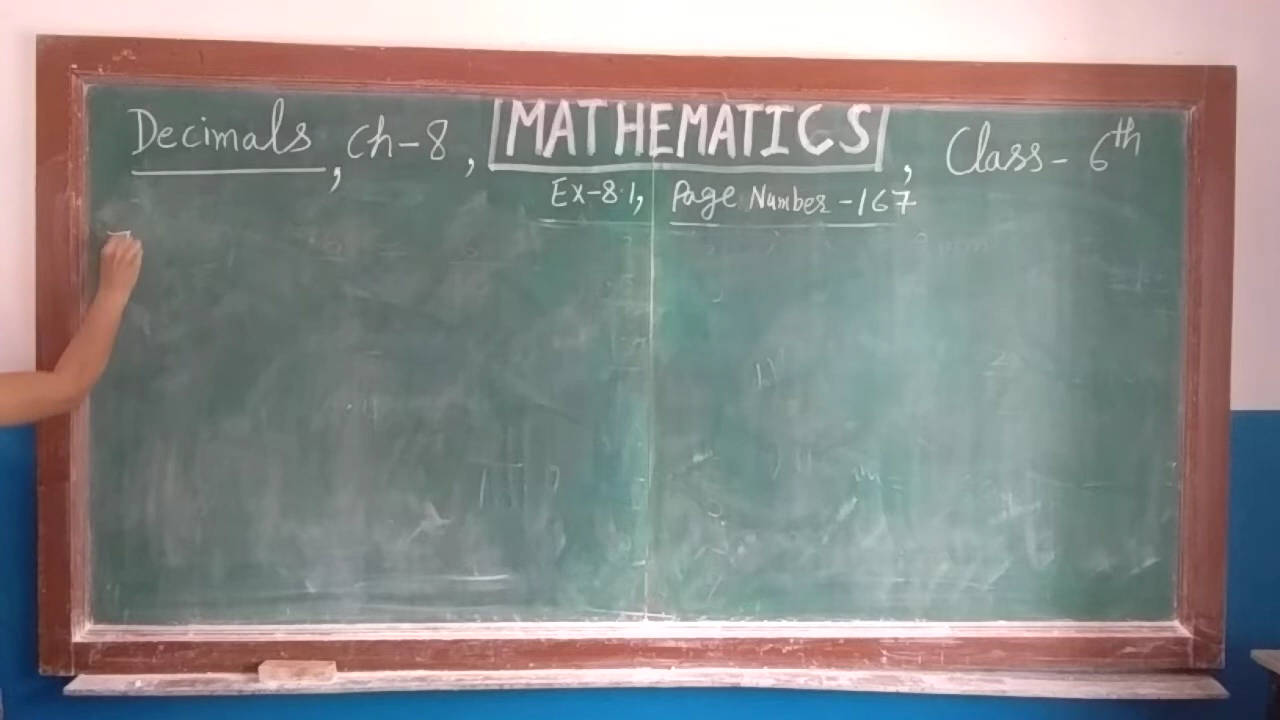 Decimals, Ch-8, MATHEMATICS, Class-6th
Ex-8.1, Page Number-167